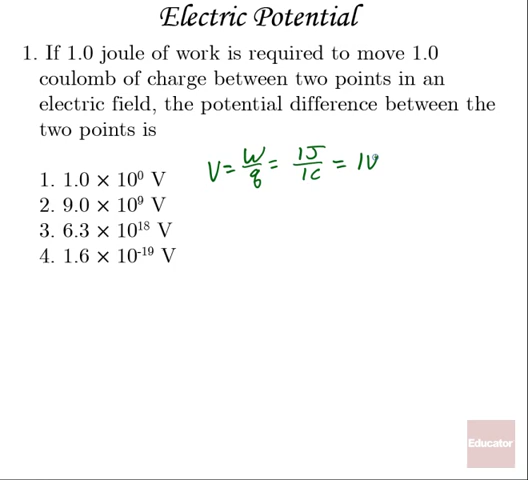 Electric Potential
1. If 1.0 joule of work is required to move 1.0
coulomb of charge between two points in an
electric field, the potential difference between the
two points is
V = W/q = 1J/1C = 1V
1. 1.0 × 10⁰ V
2. 9.0 × 10⁹ V
3. 6.3 × 10¹⁸ V
4. 1.6 × 10⁻¹⁹ V
Educator